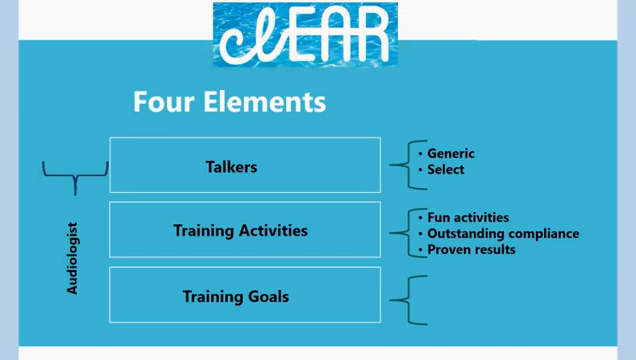 clEAR
Four Elements
Talkers
• Generic
• Select
Training Activities
• Fun activities
• Outstanding compliance
• Proven results
Training Goals
Audiologist